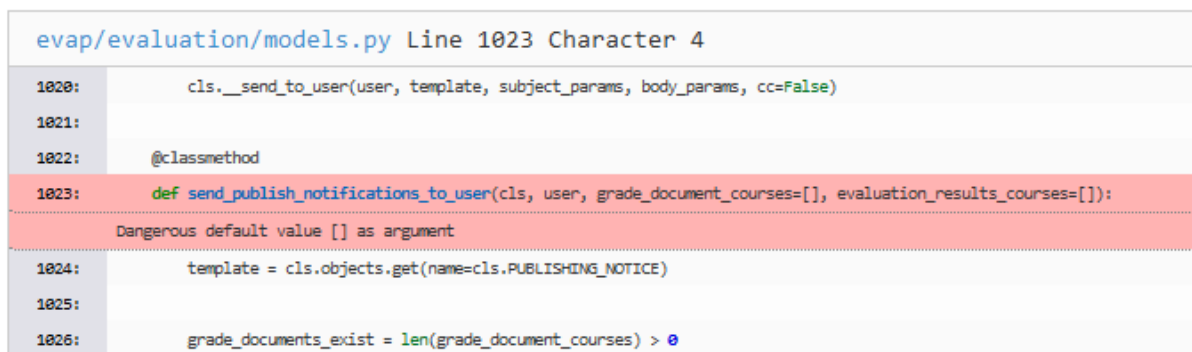 evap/evaluation/models.py Line 1023 Character 4
1020: cls.__send_to_user(user, template, subject_params, body_params, cc=False)
1021:
1022: @classmethod
1023: def send_publish_notifications_to_user(cls, user, grade_document_courses=[], evaluation_results_courses=[]):
Dangerous default value [] as argument
1024: template = cls.objects.get(name=cls.PUBLISHING_NOTICE)
1025:
1026: grade_documents_exist = len(grade_document_courses) > 0